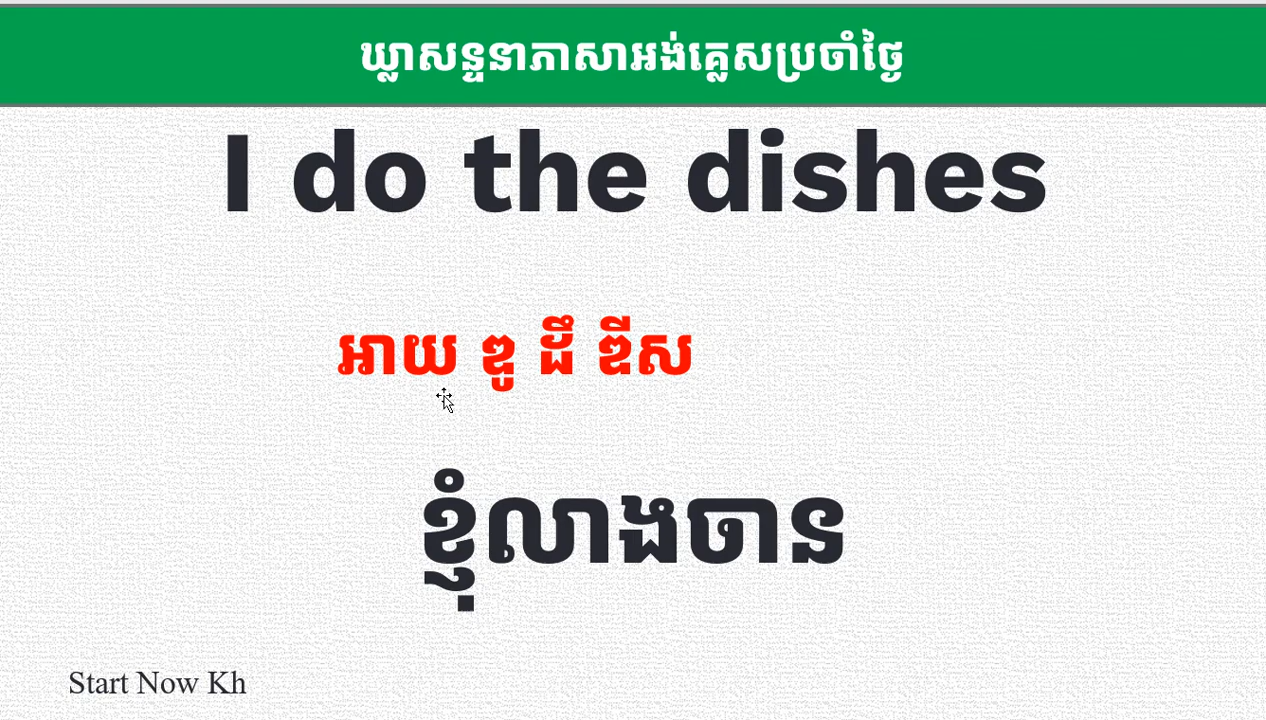 ឃ្លាសន្ទនាភាសាអង់គ្លេសប្រចាំថ្ងៃ
I do the dishes
អាយ ឌូ ដឹ ឌីស
ខ្ញុំលាងចាន
Start Now Kh